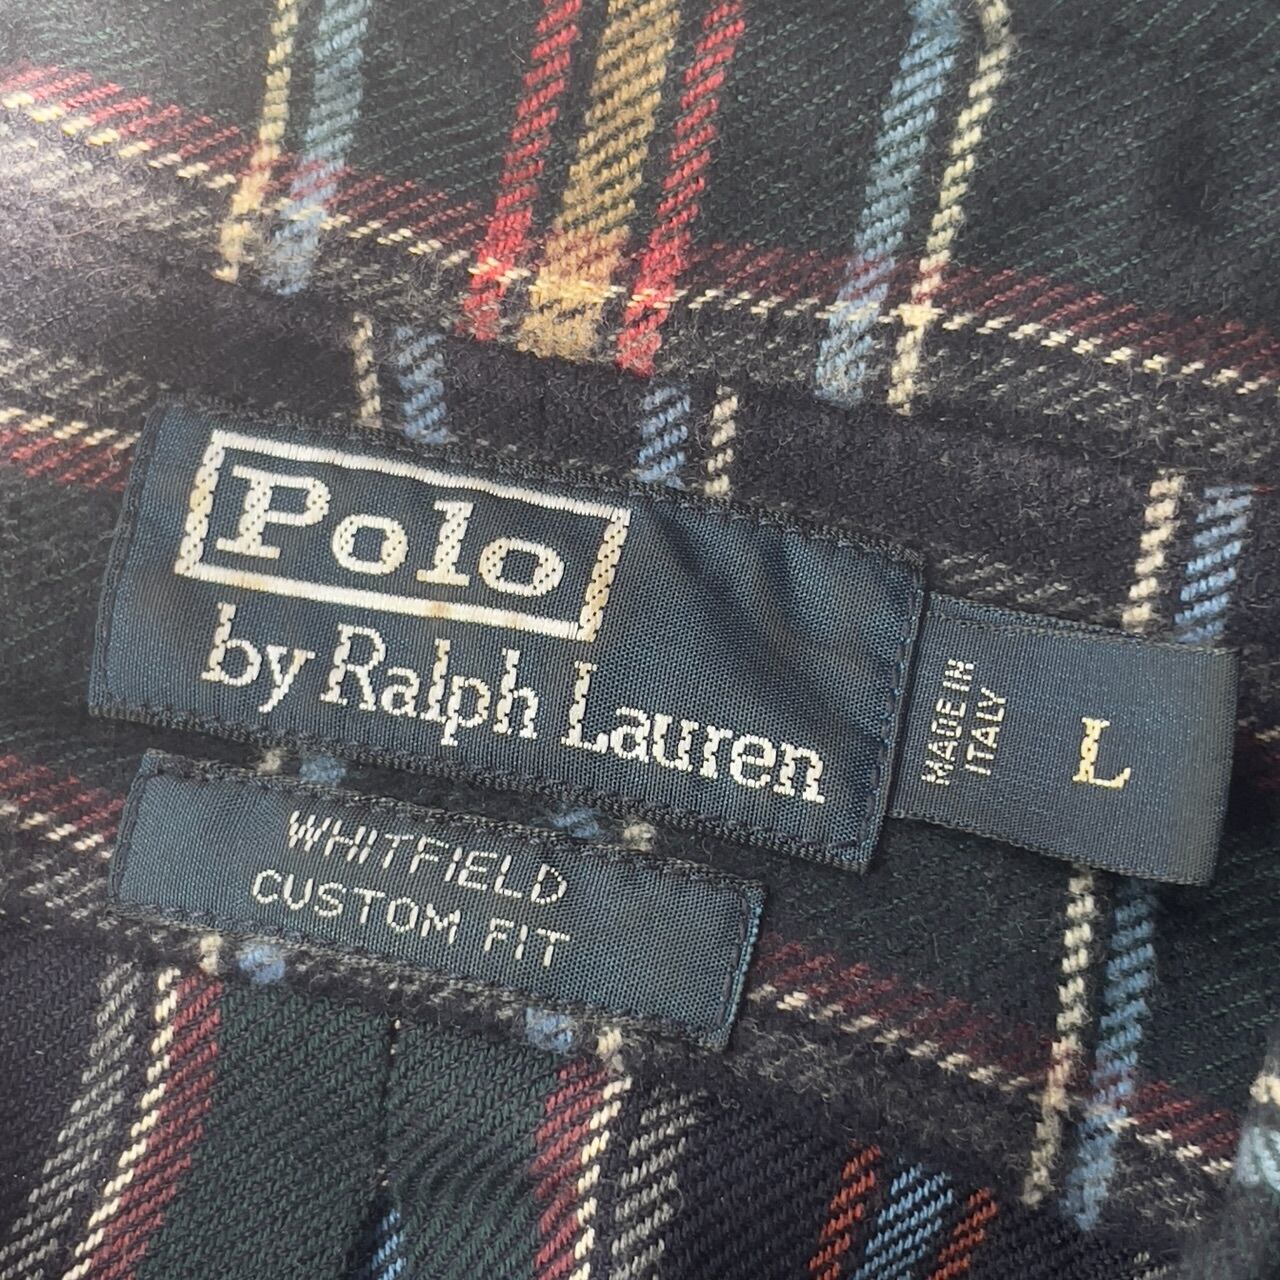 Polo
by Ralph Lauren
MADE IN
ITALY
L
WHITFIELD
CUSTOM FIT